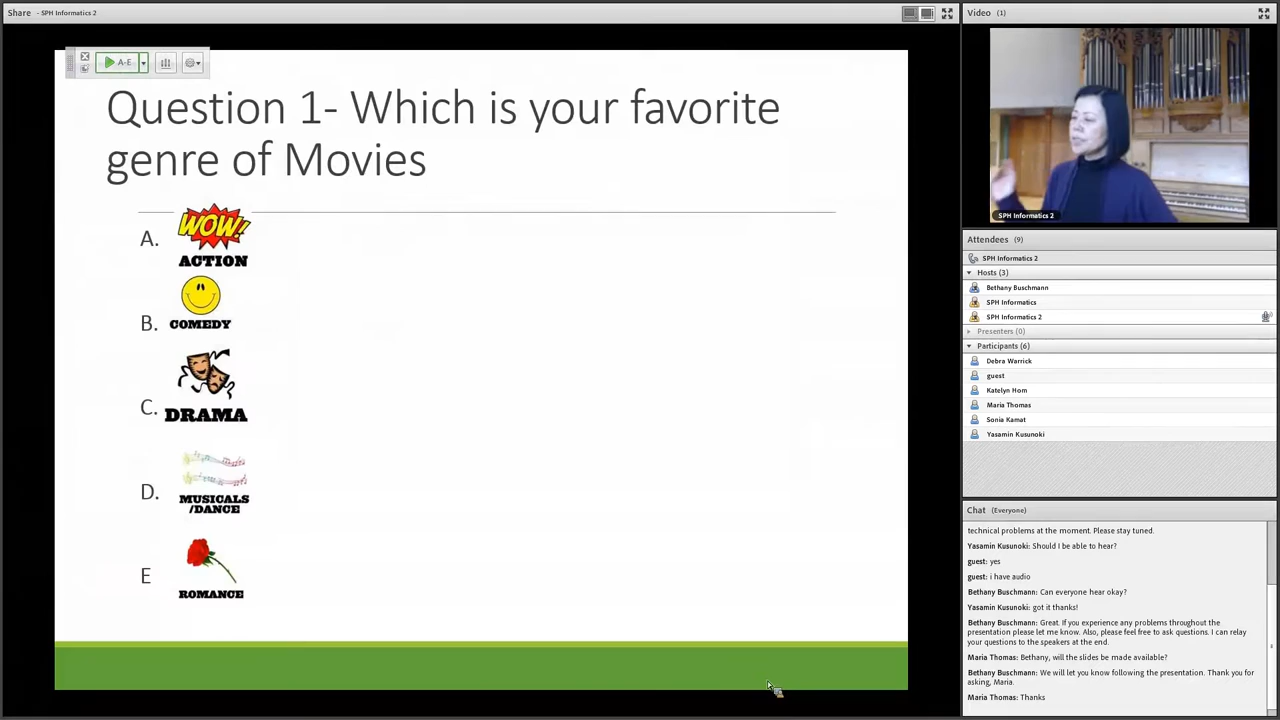 Share - SPH Informatics 2
A-E
Question 1- Which is your favorite
genre of Movies
A.
WOW!
ACTION
B.
COMEDY
C.
DRAMA
D.
MUSICALS
/DANCE
E
ROMANCE
Video (1)
SPH Informatics 2
Attendees (9)
SPH Informatics 2
Hosts (3)
Bethany Buschmann
SPH Informatics
SPH Informatics 2
Presenters (0)
Participants (6)
Debra Warrick
guest
Katelyn Hom
Maria Thomas
Sonia Kamat
Yasamin Kusunoki
Chat (Everyone)
technical problems at the moment. Please stay tuned.
Yasamin Kusunoki: Should I be able to hear?
guest: yes
guest: i have audio
Bethany Buschmann: Can everyone hear okay?
Yasamin Kusunoki: got it thanks!
Bethany Buschmann: Great. If you experience any problems throughout the
presentation please let me know. Also, please feel free to ask questions. I can relay
your questions to the speakers at the end.
Maria Thomas: Bethany, will the slides be made available?
Bethany Buschmann: We will let you know following the presentation. Thank you for
asking, Maria.
Maria Thomas: Thanks